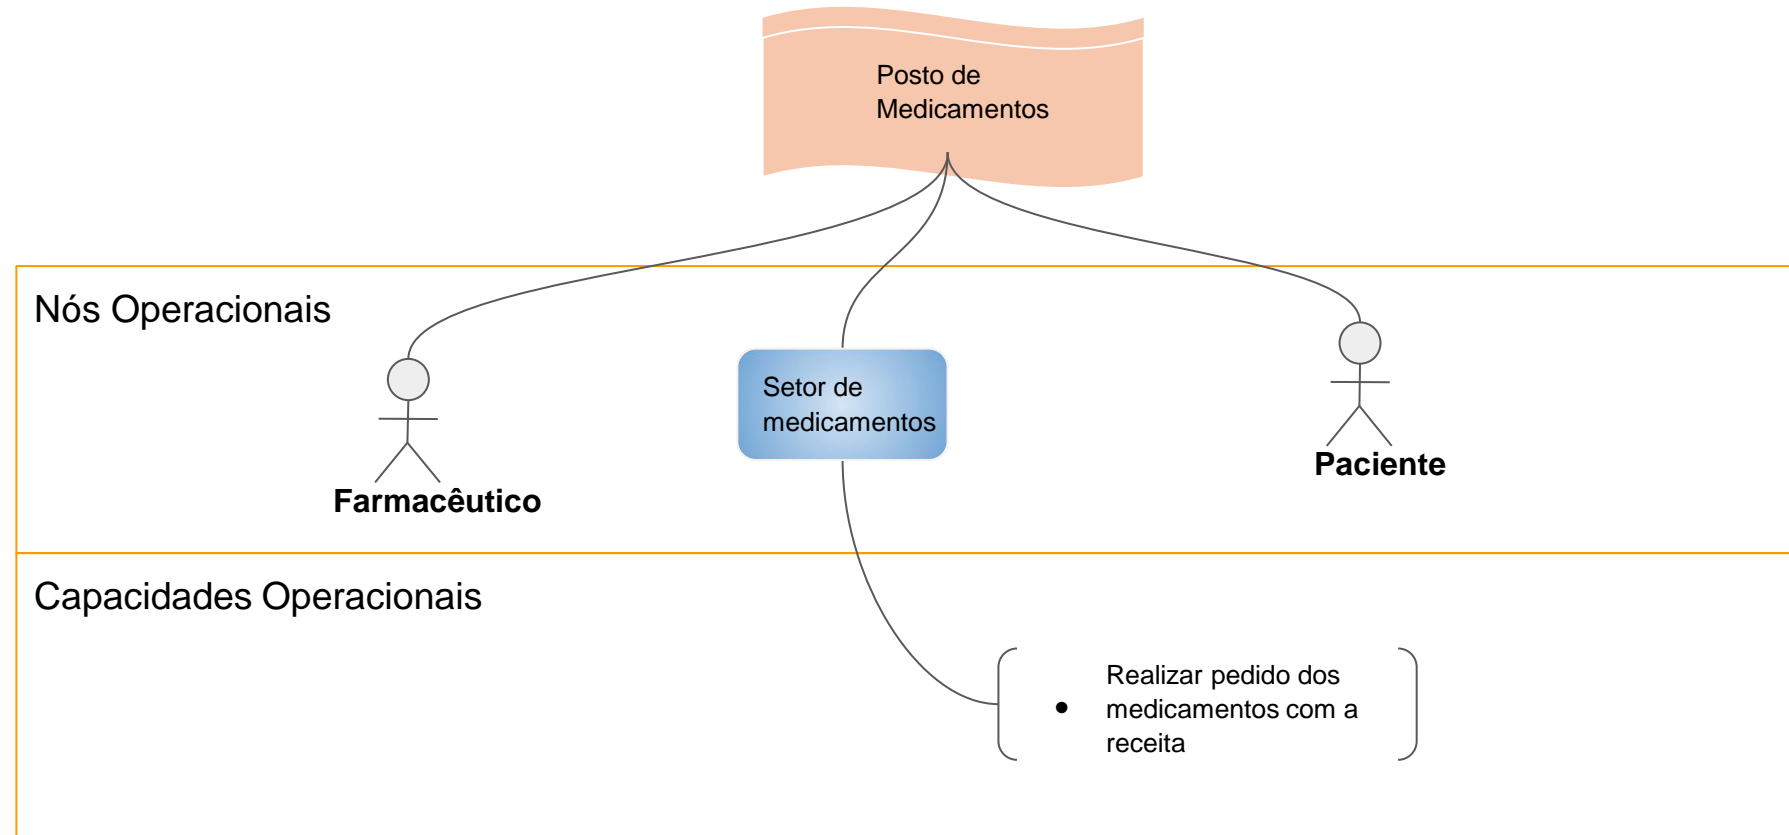 Posto de
Medicamentos
Nós Operacionais
Setor de
medicamentos
Paciente
Farmacêutico
Capacidades Operacionais
● Realizar pedido dos
medicamentos com a
receita